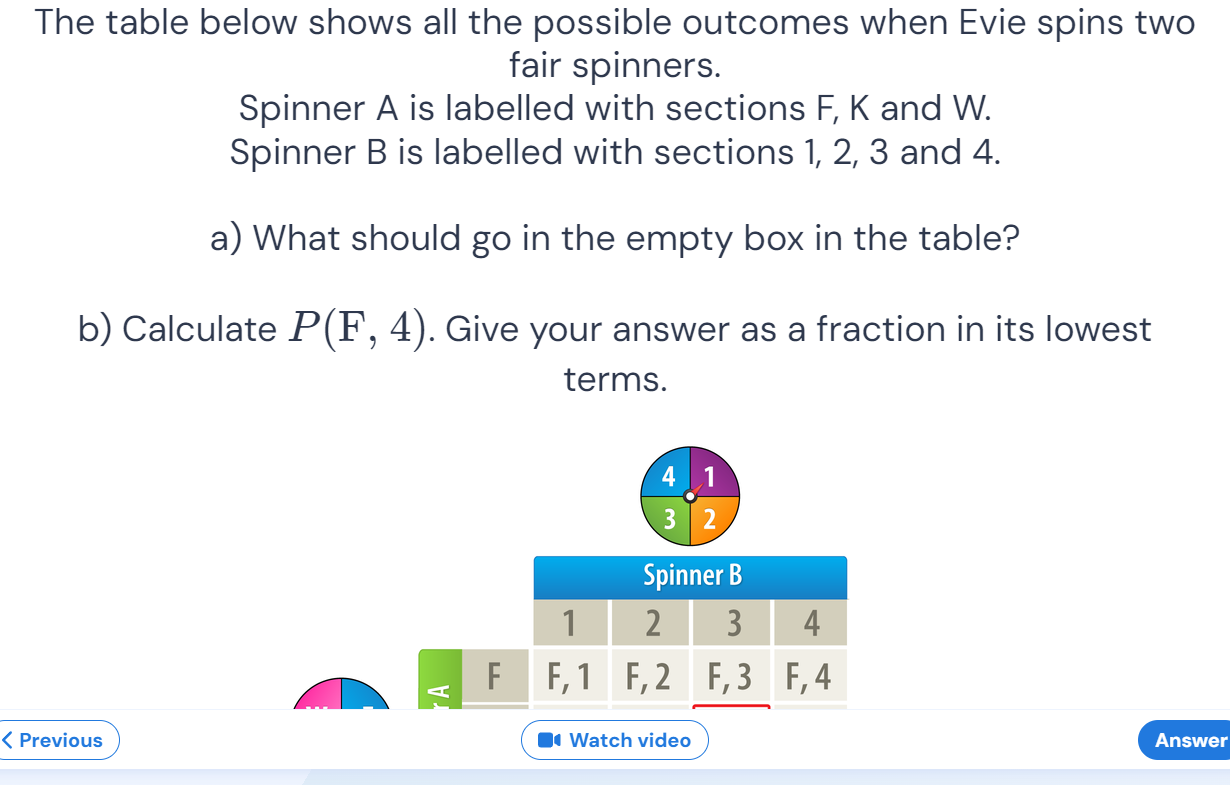 The table below shows all the possible outcomes when Evie spins two
fair spinners.
Spinner A is labelled with sections F, K and W.
Spinner B is labelled with sections 1, 2, 3 and 4.
a) What should go in the empty box in the table?
b) Calculate P(F, 4). Give your answer as a fraction in its lowest
terms.
4 1
3 2
Spinner B
1 2 3 4
A F F, 1 F, 2 F, 3 F, 4
Previous Watch video Answer